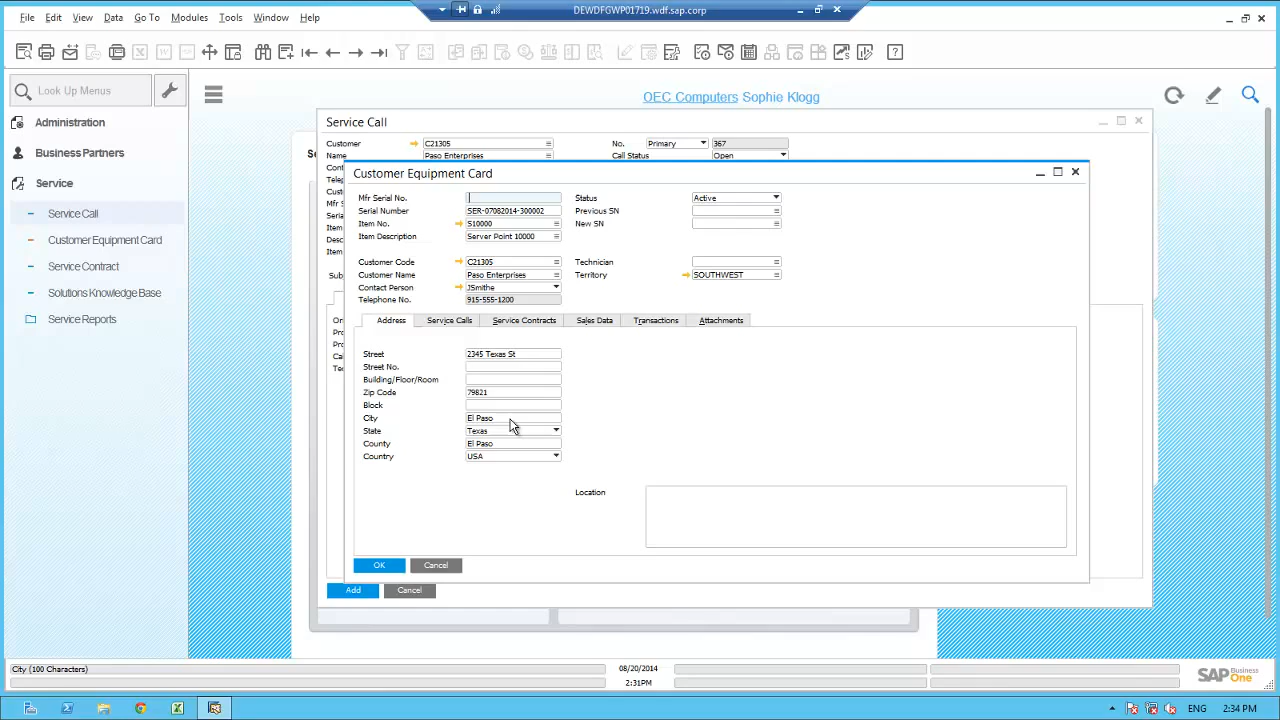 DEWDFGWP01719.wdf.sap.corp
File Edit View Data Go To Modules Tools Window Help
Look Up Menus
OEC Computers Sophie Klogg
Administration
Business Partners
Service
Service Call
Customer Equipment Card
Service Contract
Solutions Knowledge Base
Service Reports
Service Call
Customer C21305 No. Primary 367
Name Paso Enterprises Call Status Open
Customer Equipment Card
Mfr Serial No. Status Active
Serial Number SER-07082014-300002 Previous SN
Item No. S10000 New SN
Item Description Server Point 10000
Customer Code C21305 Technician
Customer Name Paso Enterprises Territory SOUTHWEST
Contact Person JSmithe
Telephone No. 915-555-1200
Address Service Calls Service Contracts Sales Data Transactions Attachments
Street 2345 Texas St
Street No.
Building/Floor/Room
Zip Code 79821
Block
City El Paso
State Texas
County El Paso
Country USA
Location
OK Cancel
Add Cancel
City (100 Characters) 08/20/2014
2:31PM
SAP Business One
ENG 2:34 PM